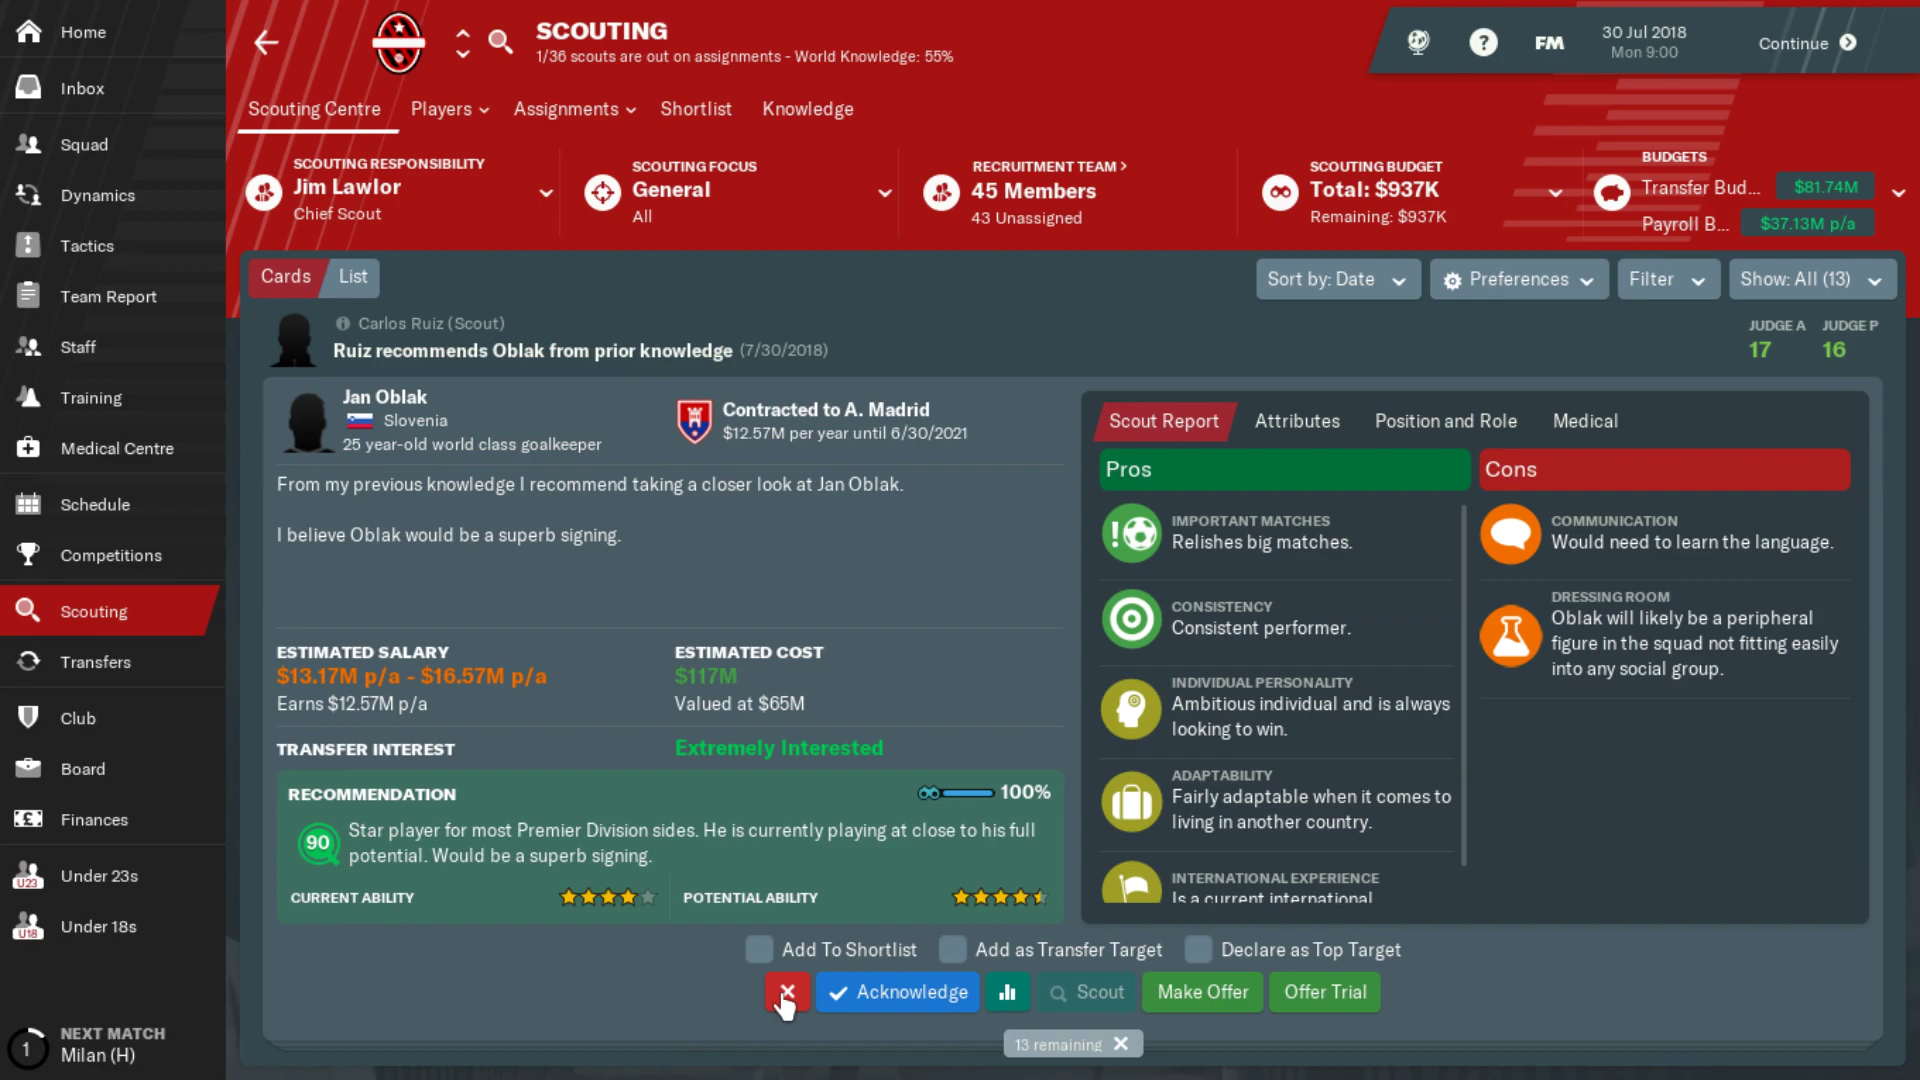 Home
Inbox
Squad
Dynamics
Tactics
Team Report
Staff
Training
Medical Centre
Schedule
Competitions
Scouting
Transfers
Club
Board
Finances
U23
Under 23s
U18
Under 18s
1
NEXT MATCH
Milan (H)
SCOUTING
1/36 scouts are out on assignments - World Knowledge: 55%
?
FM
30 Jul 2018
Mon 9:00
Continue
Scouting Centre
Players
Assignments
Shortlist
Knowledge
SCOUTING RESPONSIBILITY
Jim Lawlor
Chief Scout
SCOUTING FOCUS
General
All
RECRUITMENT TEAM >
45 Members
43 Unassigned
SCOUTING BUDGET
Total: $937K
Remaining: $937K
BUDGETS
Transfer Bud... $81.74M
Payroll B... $37.13M p/a
Cards
List
Sort by: Date
Preferences
Filter
Show: All (13)
Carlos Ruiz (Scout)
Ruiz recommends Oblak from prior knowledge (7/30/2018)
JUDGE A
17
JUDGE P
16
Jan Oblak
Slovenia
25 year-old world class goalkeeper
Contracted to A. Madrid
$12.57M per year until 6/30/2021
From my previous knowledge I recommend taking a closer look at Jan Oblak.
I believe Oblak would be a superb signing.
ESTIMATED SALARY
$13.17M p/a - $16.57M p/a
Earns $12.57M p/a
ESTIMATED COST
$117M
Valued at $65M
TRANSFER INTEREST
Extremely Interested
RECOMMENDATION
100%
90
Star player for most Premier Division sides. He is currently playing at close to his full
potential. Would be a superb signing.
CURRENT ABILITY
POTENTIAL ABILITY
Scout Report
Attributes
Position and Role
Medical
Pros
IMPORTANT MATCHES
Relishes big matches.
CONSISTENCY
Consistent performer.
INDIVIDUAL PERSONALITY
Ambitious individual and is always
looking to win.
ADAPTABILITY
Fairly adaptable when it comes to
living in another country.
INTERNATIONAL EXPERIENCE
Is a current international
Cons
COMMUNICATION
Would need to learn the language.
DRESSING ROOM
Oblak will likely be a peripheral
figure in the squad not fitting easily
into any social group.
Add To Shortlist
Add as Transfer Target
Declare as Top Target
Acknowledge
Scout
Make Offer
Offer Trial
13 remaining